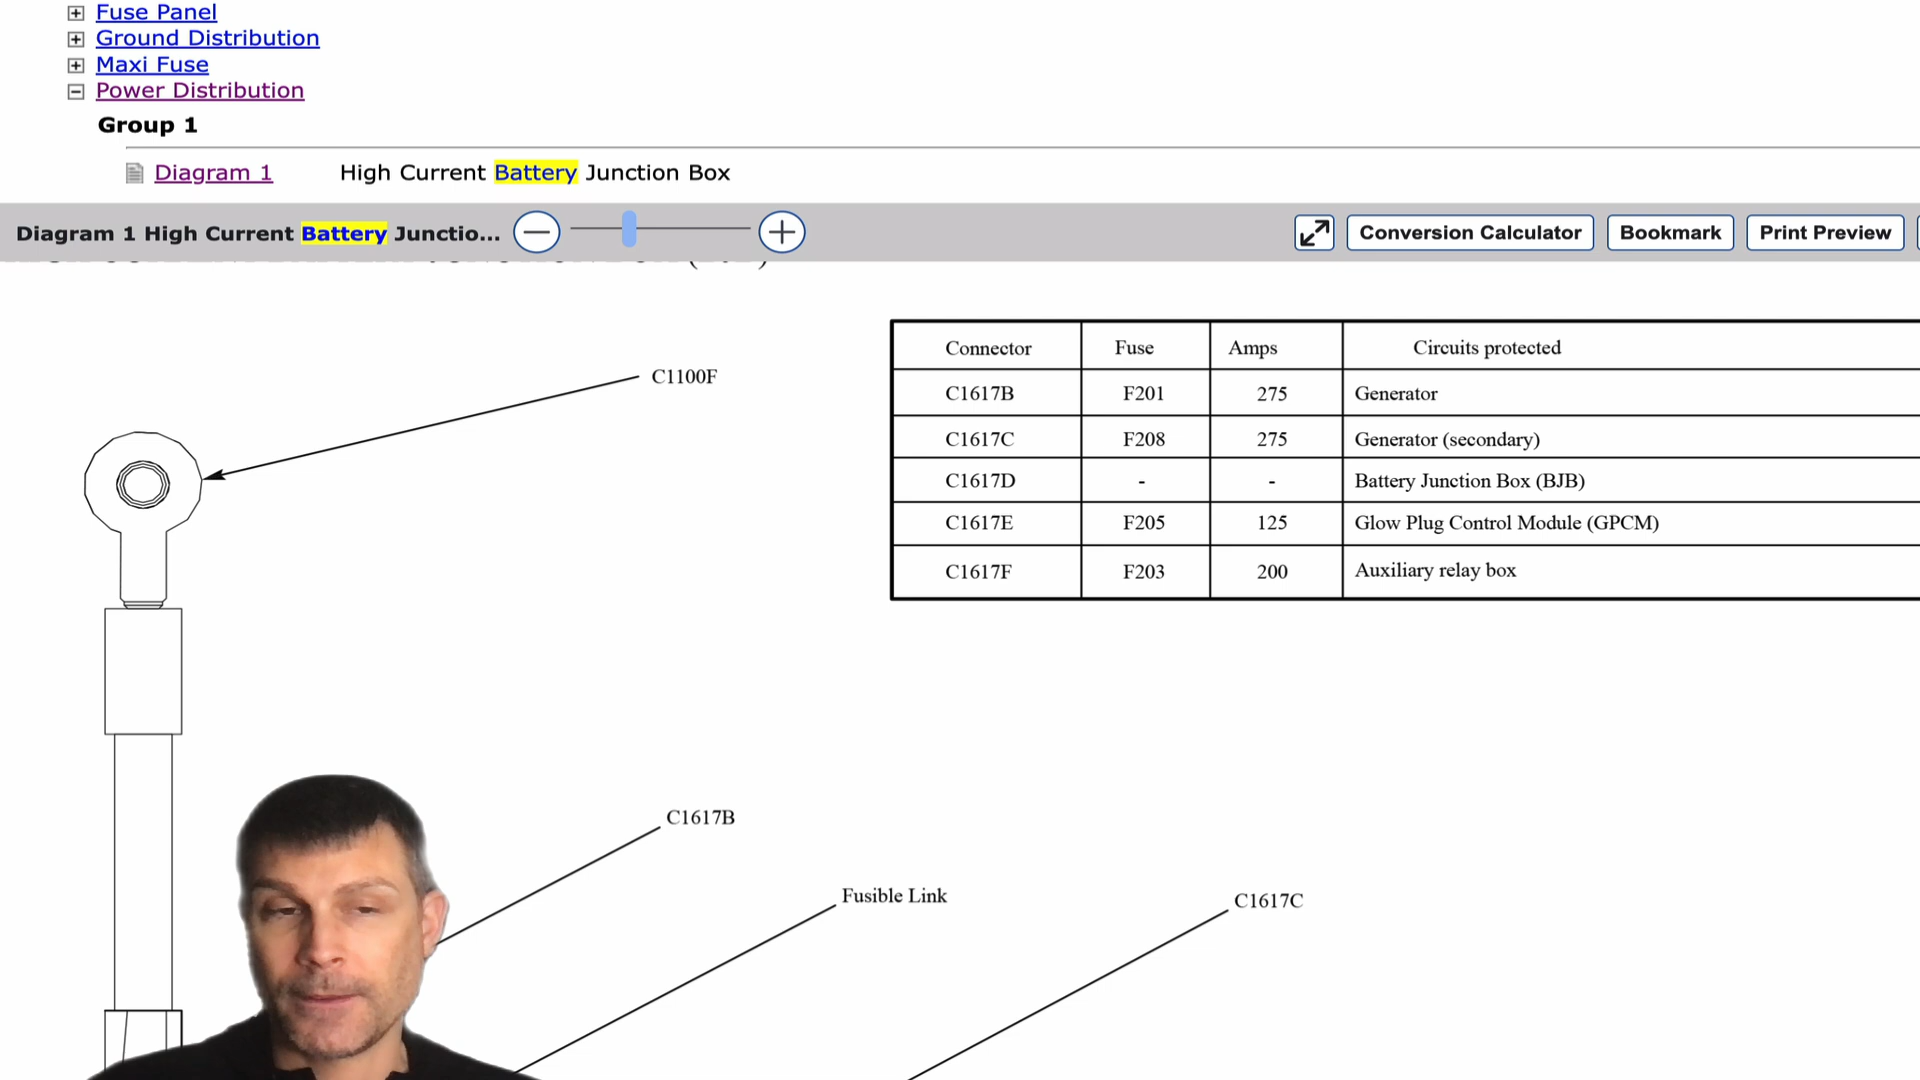 Fuse Panel
Ground Distribution
Maxi Fuse
Power Distribution
Group 1
Diagram 1 High Current Battery Junction Box
Diagram 1 High Current Battery Junctio...
Conversion Calculator Bookmark Print Preview
Connector Fuse Amps Circuits protected
C1617B F201 275 Generator
C1617C F208 275 Generator (secondary)
C1617D - - Battery Junction Box (BJB)
C1617E F205 125 Glow Plug Control Module (GPCM)
C1617F F203 200 Auxiliary relay box
C1100F
C1617B
Fusible Link
C1617C